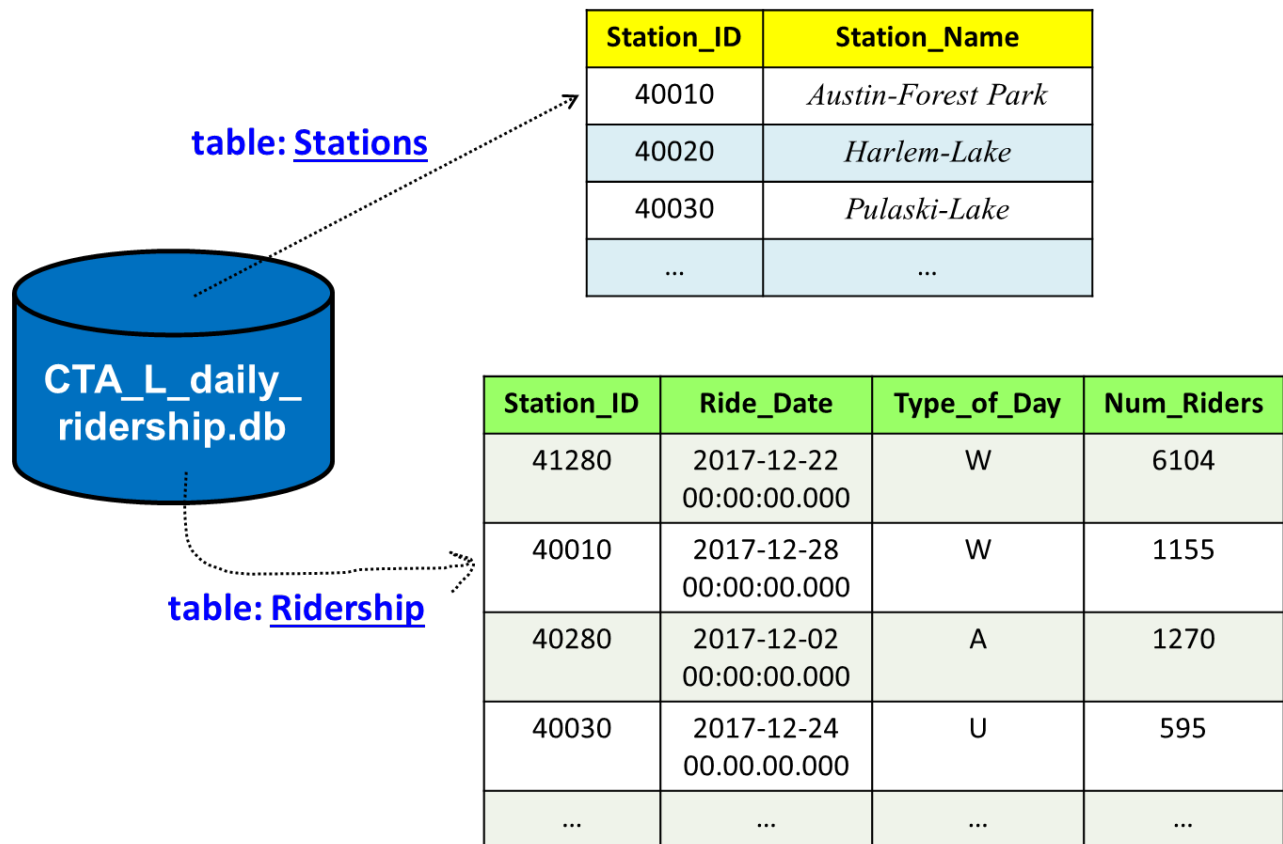 Station_ID Station_Name
40010 Austin-Forest Park
40020 Harlem-Lake
40030 Pulaski-Lake
... ...
table: Stations
CTA_L_daily_
ridership.db
table: Ridership
Station_ID Ride_Date Type_of_Day Num_Riders
41280 2017-12-22 W 6104
00:00:00.000
40010 2017-12-28 W 1155
00:00:00.000
40280 2017-12-02 A 1270
00:00:00.000
40030 2017-12-24 U 595
00.00.00.000
... ... ... ...